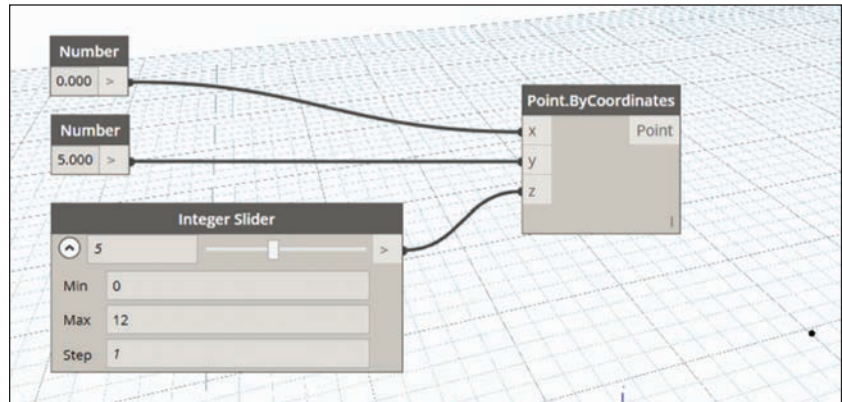 Number
0.000 >
Number
5.000 >
Point.ByCoordinates
x Point
y
z
l
Integer Slider
5 >
Min 0
Max 12
Step 1